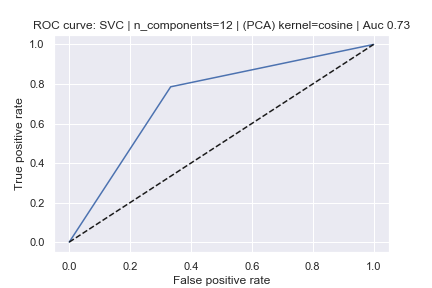 ROC curve: SVC | n_components=12 | (PCA) kernel=cosine | Auc 0.73
1.0
0.8
0.6
0.4
0.2
0.0
True positive rate
0.0 0.2 0.4 0.6 0.8 1.0
False positive rate